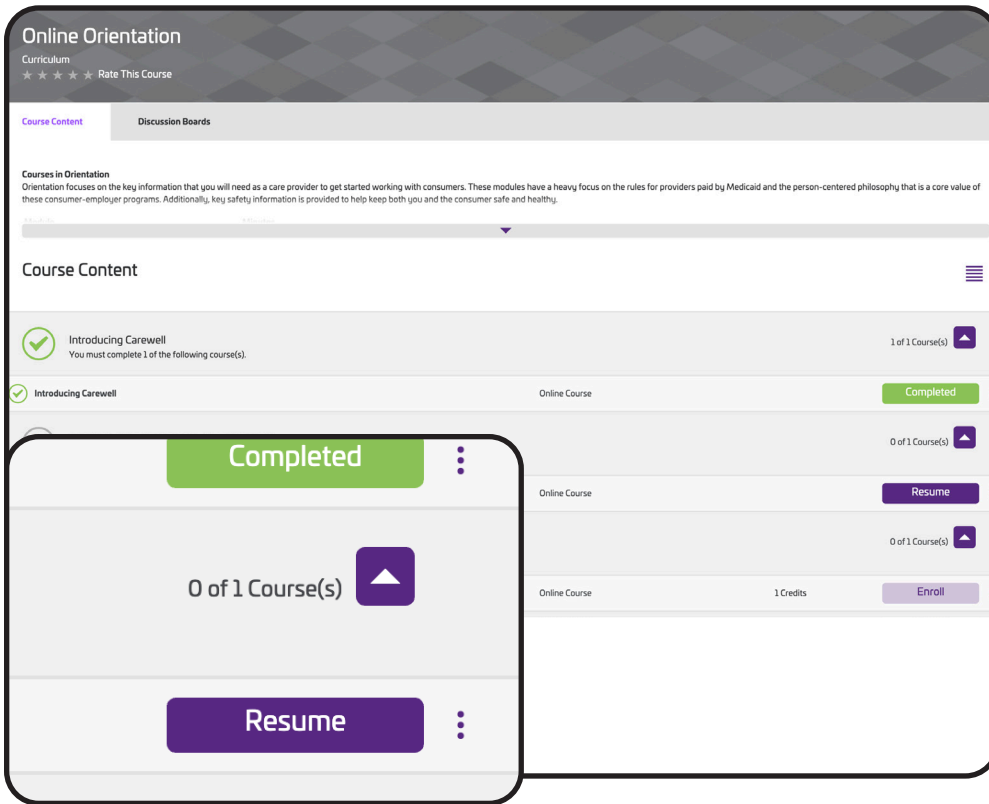 Online Orientation
Curriculum
Rate This Course
Course Content
Discussion Boards
Courses in Orientation
Orientation focuses on the key information that you will need as a care provider to get started working with consumers. These modules have a heavy focus on the rules for providers paid by Medicaid and the person-centered philosophy that is a core value of
these consumer-employer programs. Additionally, key safety information is provided to help keep both you and the consumer safe and healthy.
Module Minutes
Course Content
Introducing Carewell
1 of 1 Course(s)
You must complete 1 of the following course(s).
Introducing Carewell Online Course Completed
0 of 1 Course(s)
Online Course Resume
0 of 1 Course(s)
Online Course 1 Credits Enroll
Completed
0 of 1 Course(s)
Resume